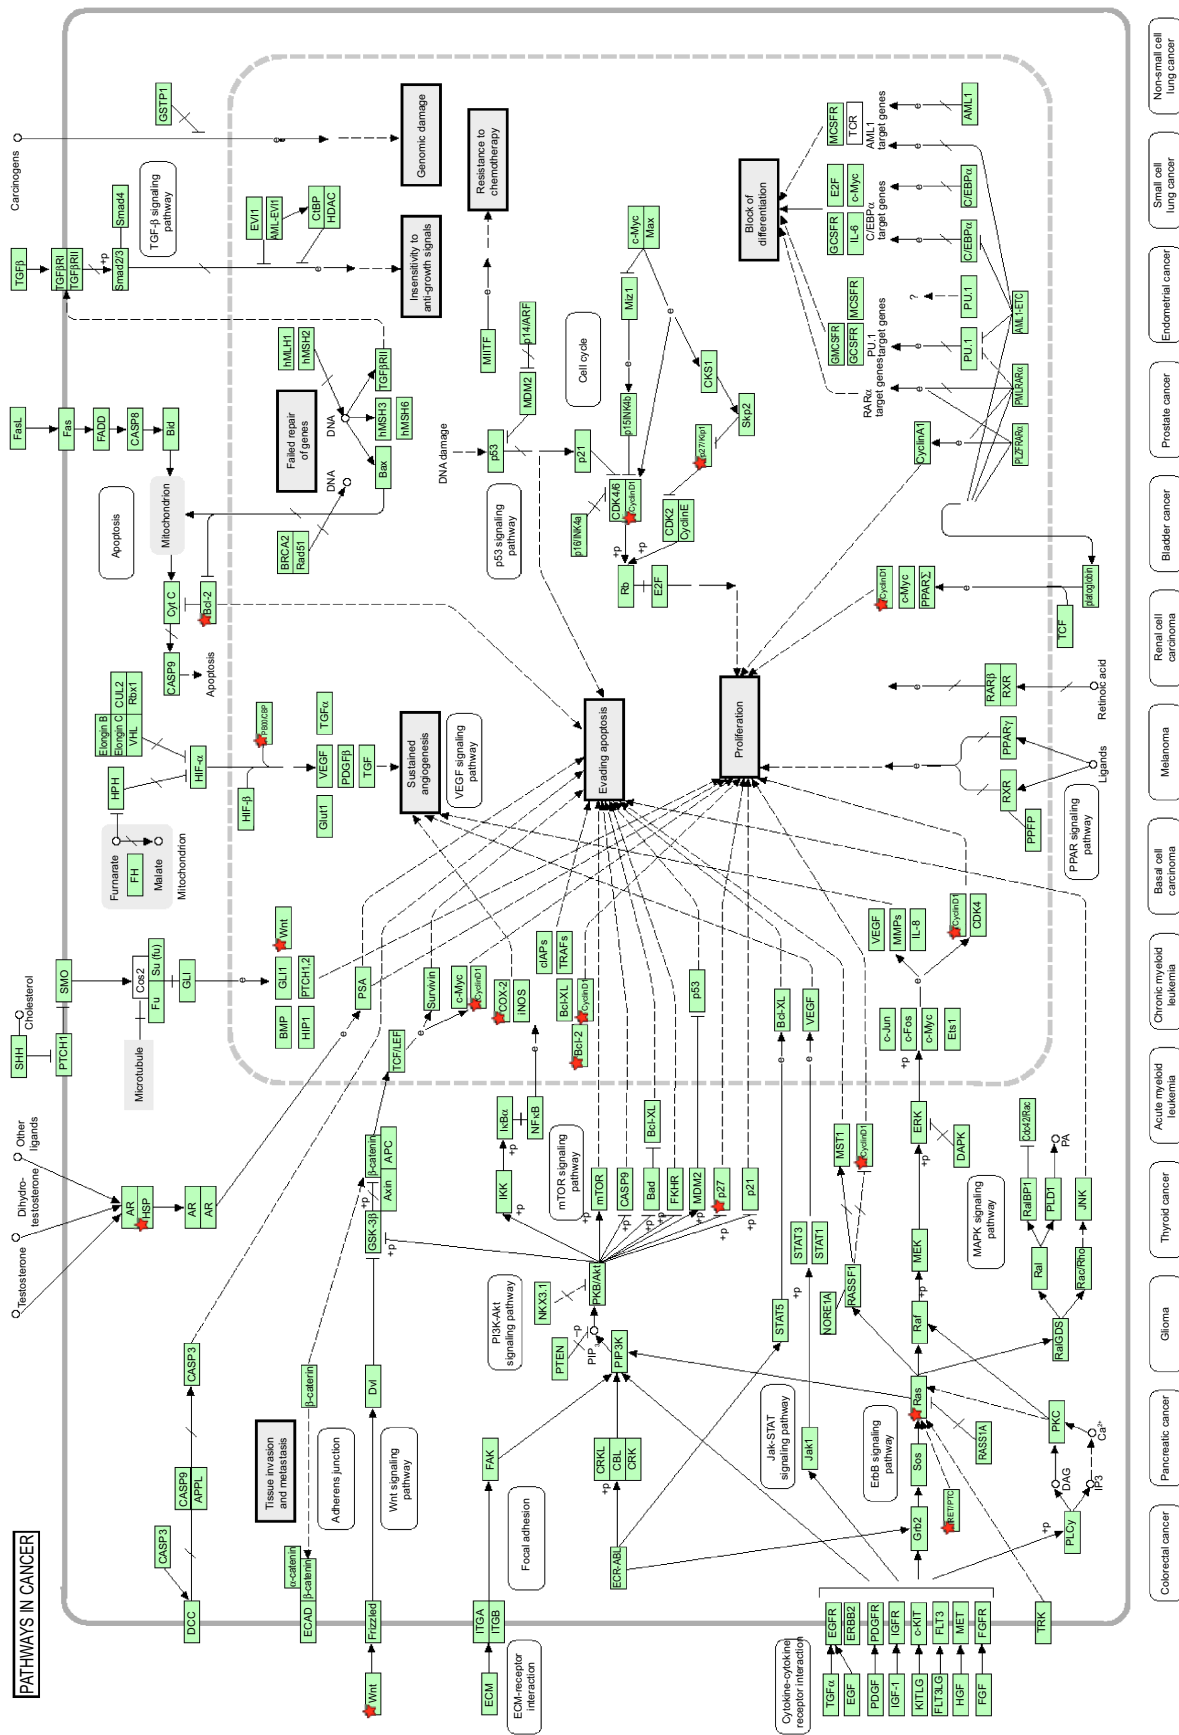 PATHWAYS IN CANCER
Testosterone
Dihydro-
testosterone
Other
ligands
SHH
Cholesterol
FasL
TGFβ
Carcinogens
DCC
CASP3
CASP9
APPL
CASP3
AR
HSP
AR
AR
PTCH1
SMO
Microtubule
Cos2
Fu
Su (fu)
GLI
Fumarate
FH
Malate
Mitochondrion
HPH
Elongin B
Elongin C
VHL
CUL2
Rbx1
HIF-α
HIF-β
P300/CBP
Fas
FADD
CASP8
Bid
Mitochondrion
Apoptosis
Cyt C
CASP9
Apoptosis
Bcl-2
TGFβRI
TGFβRII
+p
Smad2/3
Smad4
TGF-β signaling
pathway
GSTP1
e
Genomic damage
EVI1
AML-EVI1
CtBP
HDAC
e
Insensitivity to
anti-growth signals
hMLH1
hMSH2
DNA
hMSH3
hMSH6
TGFβRII
Bax
Failed repair
of genes
DNA
BRCA2
Rad51
Glut1
VEGF
PDGFβ
TGF
TGFα
Sustained
angiogenesis
VEGF signaling
pathway
e
GLI1
PTCH1,2
BMP
HIP1
Wnt
e
PSA
Tissue invasion
and metastasis
Adherens junction
ECAD
α-catenin
β-catenin
β-catenin
Wnt
Frizzled
Dvl
Wnt signaling
pathway
GSK-3β
+p
+p
Axin
APC
β-catenin
TCF/LEF
e
Survivin
c-Myc
CyclinD1
ECM
ITGA
ITGB
ECM-receptor
interaction
FAK
Focal adhesion
PI3K-Akt
signaling pathway
NKX3.1
PTEN
PIP
3
-p
PIP3K
PKB/Akt
+p
IKK
+p
IκBα
NFκB
e
COX-2
iNOS
cIAPs
TRAFs
Bcl-XL
CyclinD1
Bcl-2
mTOR signaling
pathway
mTOR
CASP9
Bad
Bcl-XL
FKHR
MDM2
p53
p27
p21
+p
+p
+p
+p
+p
Evading apoptosis
Proliferation
MIITF
e
Resistance to
chemotherapy
DNA damage
p53
MDM2
p14/ARF
p53 signaling
pathway
p21
p16/INK4a
Cell cycle
CDK4/6
CyclinD1
p15INK4b
e
Miz1
c-Myc
Max
e
CKS1
Skp2
p27/Kip1
CDK2
CyclinE
+p
+p
Rb
E2F
CRKL
CBL
CRK
+p
ECR-ABL
STAT5
e
Bcl-XL
Jak-STAT
signaling pathway
Jak1
+p
STAT3
STAT1
e
VEGF
Cytokine-cytokine
receptor interaction
TGFα
EGF
PDGF
IGF-1
KITLG
FLT3LG
HGF
FGF
EGFR
ERBB2
PDGFR
IGFR
c-KIT
FLT3
MET
FGFR
TRK
ErbB signaling
pathway
Grb2
Sos
Ras
Raf
+p
MEK
+p
ERK
+p
RET/PTC
RASS1A
NORE1A
RASSF1
MST1
CyclinD1
DAPK
MAPK signaling
pathway
c-Jun
c-Fos
c-Myc
Ets1
e
VEGF
MMPs
IL-8
CyclinD1
CDK4
+p
PLCγ
DAG
IP3
PKC
Ca²⁺
RalGDS
Ral
RalBP1
Cdc42/Rac
PLD1
PA
Rac/Rho
JNK
RXR
PPARγ
PPFP
PPAR signaling
pathway
e
Ligands
RARβ
RXR
e
Retinoic acid
CyclinD1
c-Myc
PPARΣ
e
platoglobin
TCF
Block of
differentiation
CyclinA1
e
RARα
target genes
e
GMCSFR
GCSFR
MCSFR
PU.1
target genes
?
e
PU.1
PU.1
GCSFR
IL-6
E2F
c-Myc
C/EBPα
target genes
e
e
C/EBPα
C/EBPα
MCSFR
TCR
AML1
target genes
e
e
AML1
PLZFRARα
PMLRARα
AML1-ETC
Colorectal cancer
Pancreatic cancer
Glioma
Thyroid cancer
Acute myeloid
leukemia
Chronic myeloid
leukemia
Basal cell
carcinoma
Melanoma
Renal cell
carcinoma
Bladder cancer
Prostate cancer
Endometrial cancer
Small cell
lung cancer
Non-small cell
lung cancer